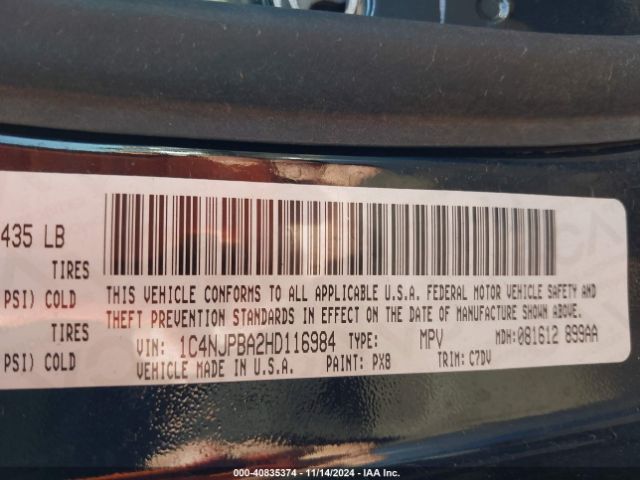 435 LB
TIRES
PSI) COLD
TIRES
PSI) COLD
THIS VEHICLE CONFORMS TO ALL APPLICABLE U.S.A. FEDERAL MOTOR VEHICLE SAFETY AND
THEFT PREVENTION STANDARDS IN EFFECT ON THE DATE OF MANUFACTURE SHOWN ABOVE.
VIN: 1C4NJPBA2HD116984 TYPE: MPV MDH: 081612 899AA
VEHICLE MADE IN U.S.A. PAINT: PX8 TRIM: C7DV
00-40835374 | 11/14/2024 | IAA Inc.